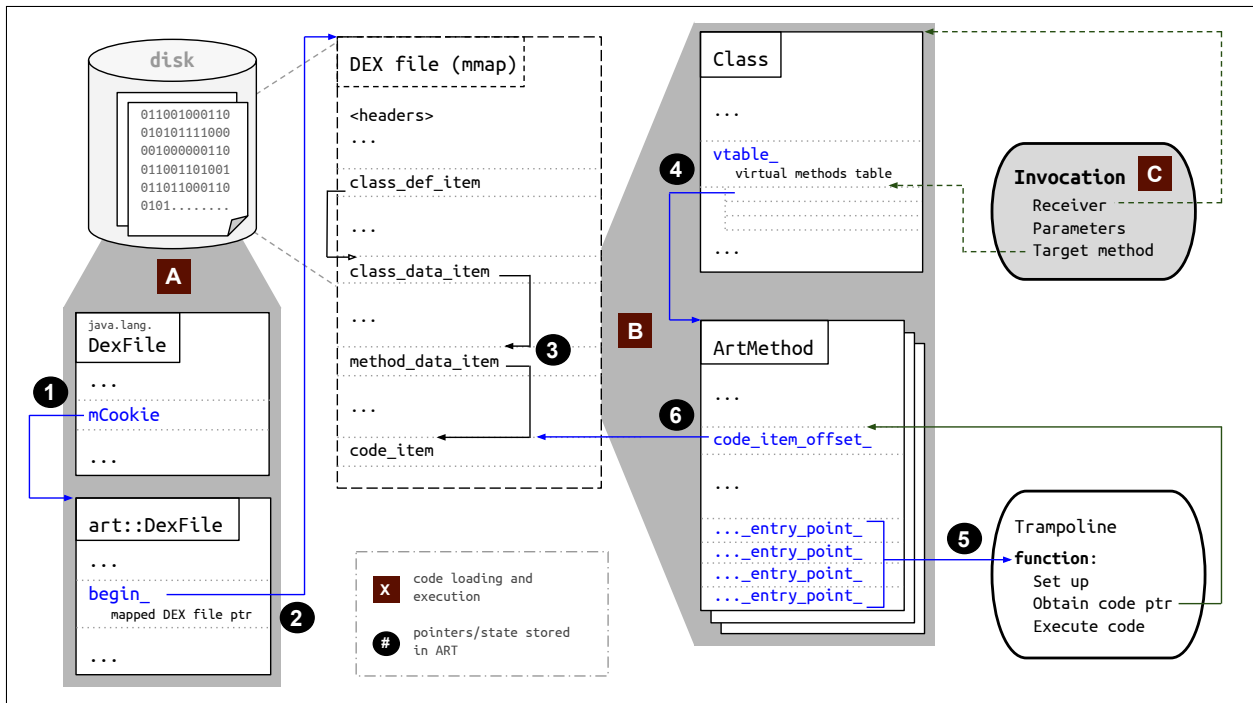 disk
011001000110
010101111000
001000000110
011001101001
011011000110
0101........
A
java.lang.
DexFile
...
1
mCookie
...
art::DexFile
...
begin_
mapped DEX file ptr
2
...
DEX file (mmap)
<headers>
...
class_def_item
...
class_data_item
...
3
method_data_item
...
code_item
X
code loading and
execution
#
pointers/state stored
in ART
B
Class
...
4
vtable_
virtual methods table
...
ArtMethod
...
6
code_item_offset_
...
..._entry_point_
..._entry_point_
..._entry_point_
..._entry_point_
5
Invocation
C
Receiver
Parameters
Target method
Trampoline
function:
Set up
Obtain code ptr
Execute code